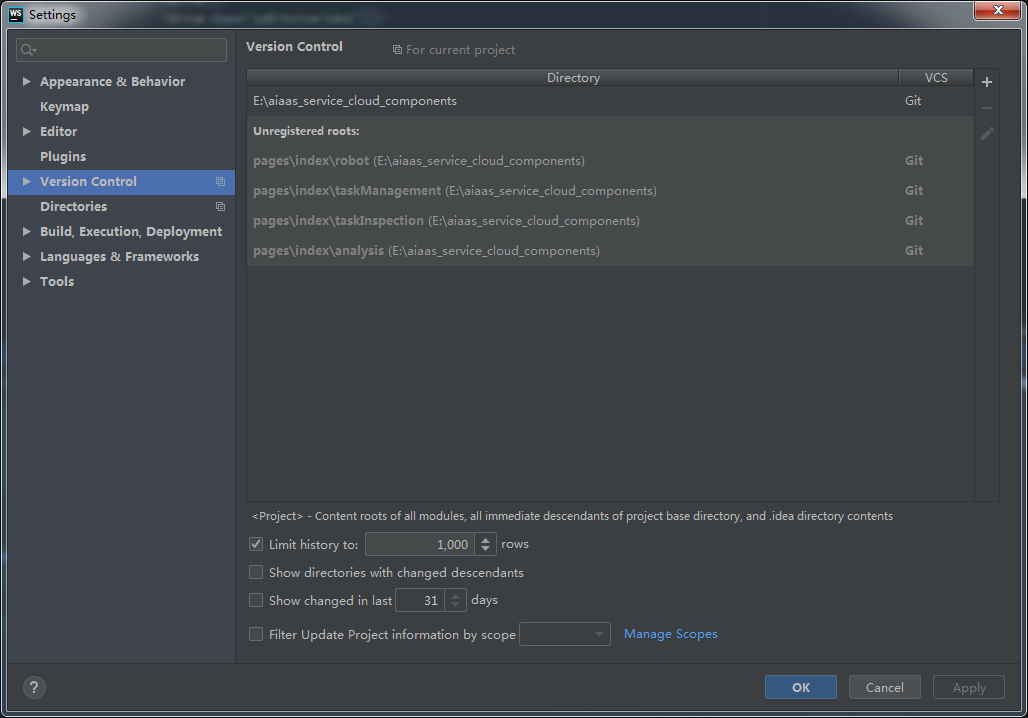 WS Settings
Appearance & Behavior
Keymap
Editor
Plugins
Version Control
Directories
Build, Execution, Deployment
Languages & Frameworks
Tools
Version Control For current project
Directory VCS
E:\aiaas_service_cloud_components Git
Unregistered roots:
pages\index\robot (E:\aiaas_service_cloud_components) Git
pages\index\taskManagement (E:\aiaas_service_cloud_components) Git
pages\index\taskInspection (E:\aiaas_service_cloud_components) Git
pages\index\analysis (E:\aiaas_service_cloud_components) Git
<Project> - Content roots of all modules, all immediate descendants of project base directory, and .idea directory contents
Limit history to: 1,000 rows
Show directories with changed descendants
Show changed in last 31 days
Filter Update Project information by scope Manage Scopes
? OK Cancel Apply